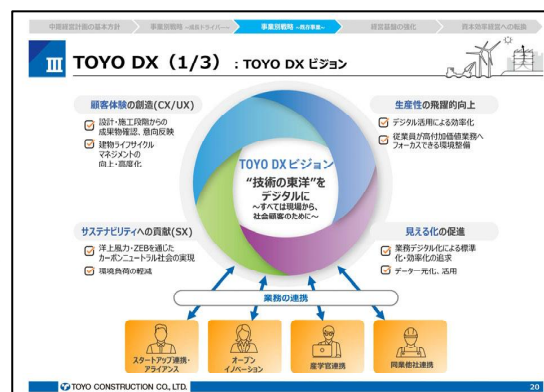 中期経営計画の基本方針
事業別戦略 -成長ドライバー-
事業別戦略 -既存事業-
経営基盤の強化
資本効率経営への転換
Ⅲ TOYO DX（1/3）：TOYO DX ビジョン
顧客体験の創造(CX/UX)
設計・施工段階からの
成果物確認、意向反映
建物ライフサイクル
マネジメントの
向上・高度化
生産性の飛躍的向上
デジタル活用による効率化
従業員が高付加価値業務へ
フォーカスできる環境整備
TOYO DXビジョン
“技術の東洋”を
デジタルに
～すべては現場から、
社会顧客のために～
サステナビリティへの貢献(SX)
洋上風力・ZEBを通じた
カーボンニュートラル社会の実現
環境負荷の軽減
見える化の促進
業務デジタル化による標準
化・効率化の追求
データ一元化、活用
業務の連携
スタートアップ連携・
アライアンス
オープン
イノベーション
産学官連携
同業他社連携
TOYO CONSTRUCTION CO., LTD.
20